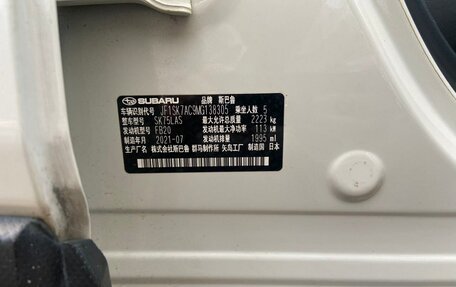 SUBARU 品牌 斯巴鲁
车辆识别代号 JF1SK7AC9MG138305 乘坐人数 5
整车型号 SK75LAS 最大允许总质量 2223 kg
发动机型号 FB20 发动机最大净功率 113 kW
制造年月 2021-07 发动机排量 1995 ml
生产厂名 株式会社斯巴鲁 群马制作所 矢岛工厂 制造国 日本